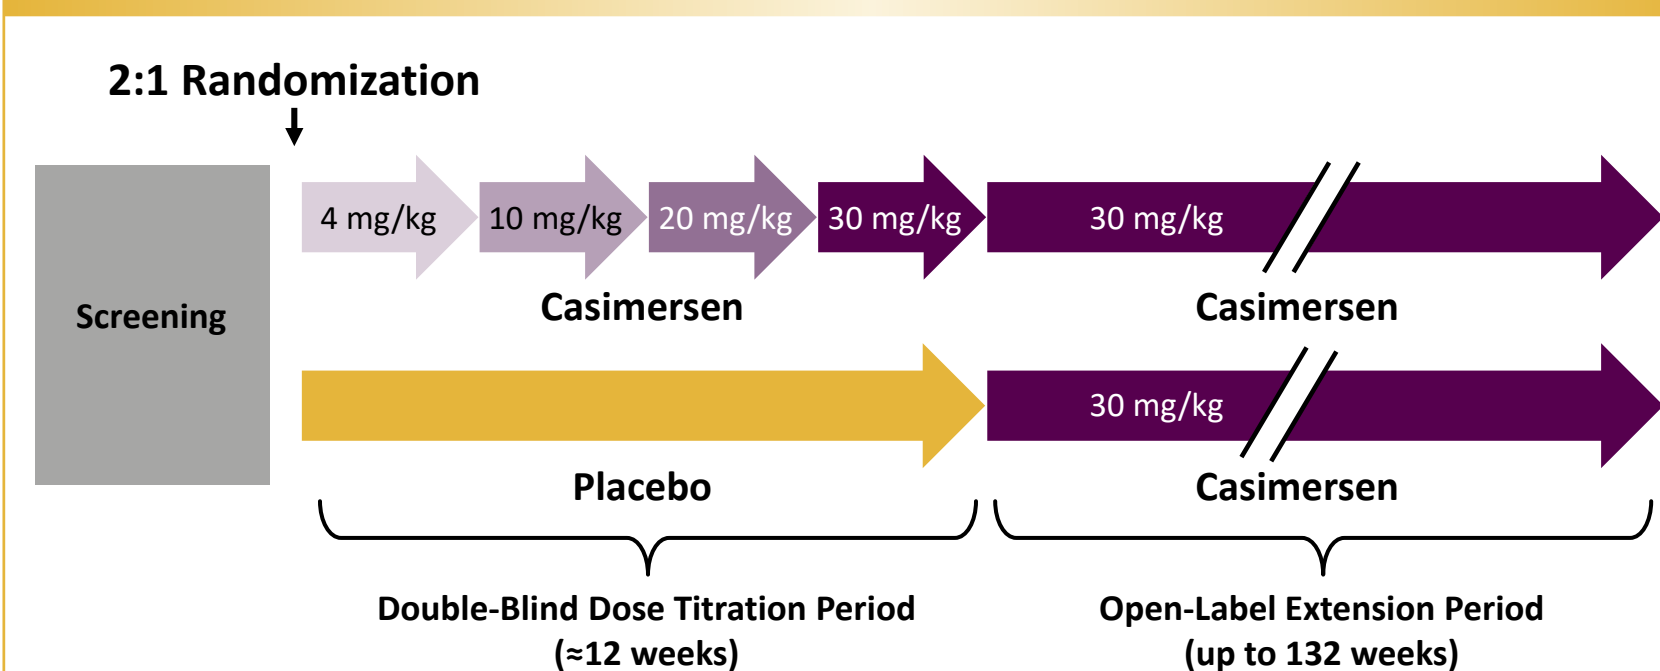 2:1 Randomization
Screening
4 mg/kg
10 mg/kg
20 mg/kg
30 mg/kg
30 mg/kg
Casimersen
Casimersen
30 mg/kg
Placebo
Casimersen
Double-Blind Dose Titration Period
(≈12 weeks)
Open-Label Extension Period
(up to 132 weeks)